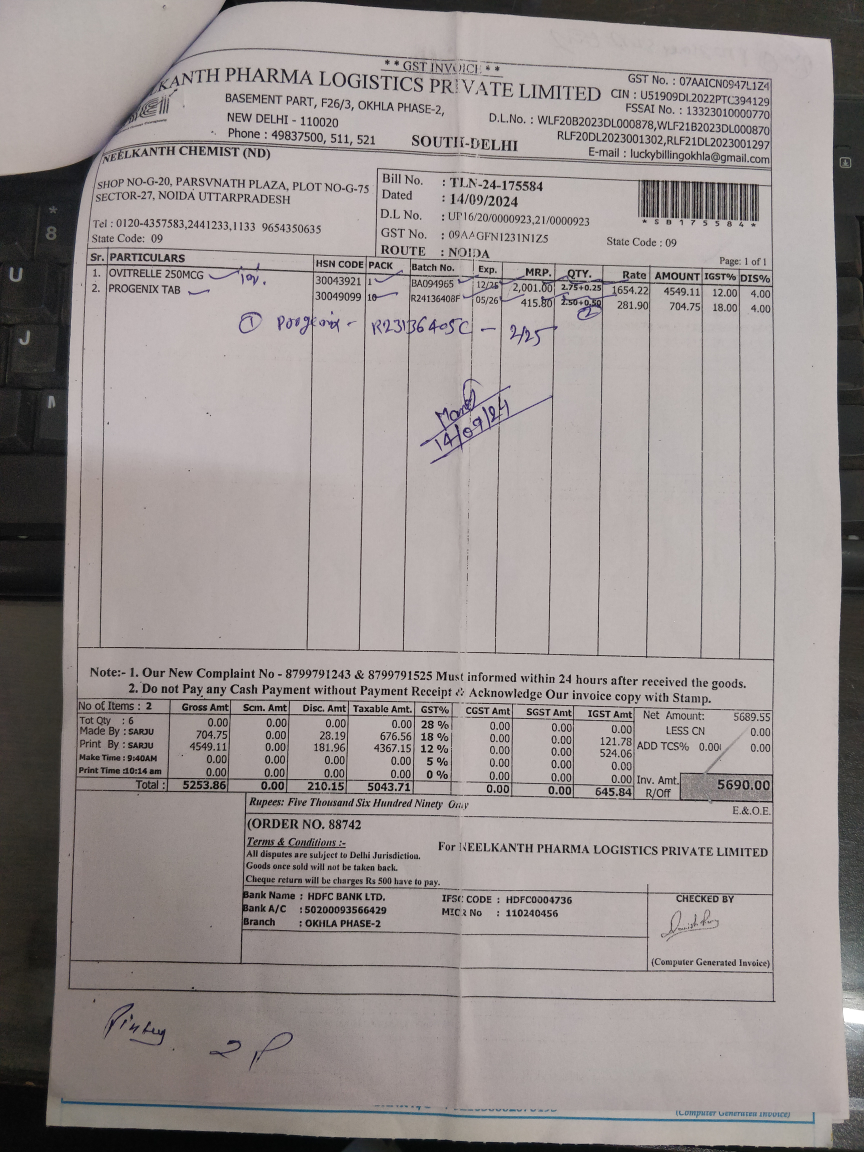 * * GST INVOICE * *
LKANTH PHARMA LOGISTICS PRIVATE LIMITED
BASEMENT PART, F26/3, OKHLA PHASE-2,
NEW DELHI - 110020
Phone : 49837500, 511, 521
SOUTH-DELHI
GST No. : 07AAICN0947L1Z4
CIN : U51909DL2022PTC394129
FSSAI No. : 13323010000770
D.L.No. : WLF20B2023DL000878,WLF21B2023DL000870
RLF20DL2023001302,RLF21DL2023001297
E-mail : luckybillingokhla@gmail.com
NEELKANTH CHEMIST (ND)
SHOP NO-G-20, PARSVNATH PLAZA, PLOT NO-G-75
SECTOR-27, NOIDA UTTARPRADESH
Tel : 0120-4357583,2441233,1133 9654350635
State Code: 09
Bill No. : TLN-24-175584
Dated : 14/09/2024
D.L No. : UP16/20/0000923,21/0000923
GST No. : 09AAGFN1231N1Z5
State Code : 09
ROUTE : NOIDA
*S8175584*
Page: 1 of 1
Sr. PARTICULARS HSN CODE PACK Batch No. Exp. MRP. QTY. Rate AMOUNT IGST% DIS%
1. OVITRELLE 250MCG 30043921 1 BA094965 12/25 2,001.00 2.75+0.25 1654.22 4549.11 12.00 4.00
2. PROGENIX TAB 30049099 10 R24136408F 05/26 415.80 2.50+0.50 281.90 704.75 18.00 4.00
2
1 Progenix - R23136405C - 2/25
14/09/24
Note:- 1. Our New Complaint No - 8799791243 & 8799791525 Must informed within 24 hours after received the goods.
2. Do not Pay any Cash Payment without Payment Receipt & Acknowledge Our invoice copy with Stamp.
No of Items : 2 Gross Amt Scm. Amt Disc. Amt Taxable Amt. GST% CGST Amt SGST Amt IGST Amt
Tot Qty : 6 0.00 0.00 0.00 0.00 28 % 0.00 0.00 0.00
Made By : SARJU 704.75 0.00 28.19 676.56 18 % 0.00 0.00 121.78
Print By : SARJU 4549.11 0.00 181.96 4367.15 12 % 0.00 0.00 524.06
Make Time : 9:40AM 0.00 0.00 0.00 0.00 5 % 0.00 0.00 0.00
Print Time :10:14 am 0.00 0.00 0.00 0.00 0 % 0.00 0.00 0.00
Total : 5253.86 0.00 210.15 5043.71 0.00 0.00 645.84
Net Amount: 5689.55
LESS CN 0.00
ADD TCS% 0.00 0.00
Inv. Amt.
R/Off 5690.00
E.&.O.E.
Rupees: Five Thousand Six Hundred Ninety Only
(ORDER NO. 88742
Terms & Conditions :-
All disputes are subject to Delhi Jurisdiction.
Goods once sold will not be taken back.
Cheque return will be charges Rs 500 have to pay.
For NEELKANTH PHARMA LOGISTICS PRIVATE LIMITED
Bank Name : HDFC BANK LTD.
Bank A/C : 50200093566429
Branch : OKHLA PHASE-2
IFSC CODE : HDFC0004736
MICR No : 110240456
CHECKED BY
(Computer Generated Invoice)
2 P
(Computer Generated Invoice)
* 8
U
J